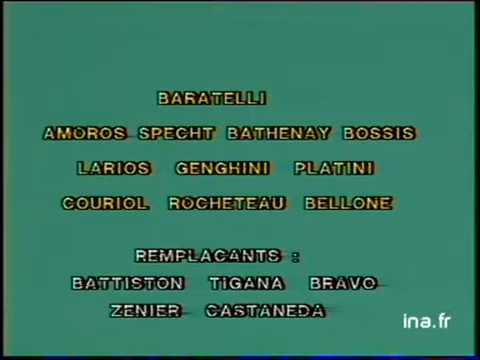 BARATELLI
AMOROS SPECHT BATHENAY BOSSIS
LARIOS GENGHINI PLATINI
COURIOL ROCHETEAU BELLONE
REMPLACANTS :
BATTISTON TIGANA BRAVO
ZENIER CASTANEDA
ina.fr